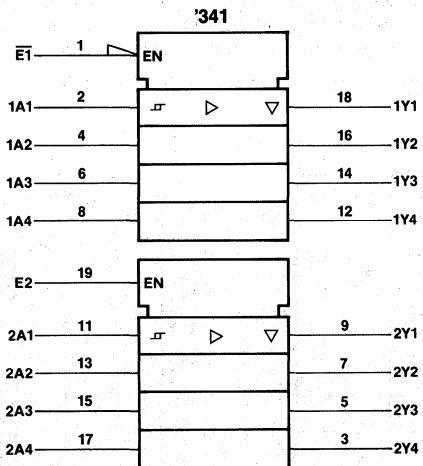 '341
E1 1 EN
1A1 2 18 1Y1
1A2 4 16 1Y2
1A3 6 14 1Y3
1A4 8 12 1Y4
E2 19 EN
2A1 11 9 2Y1
2A2 13 7 2Y2
2A3 15 5 2Y3
2A4 17 3 2Y4